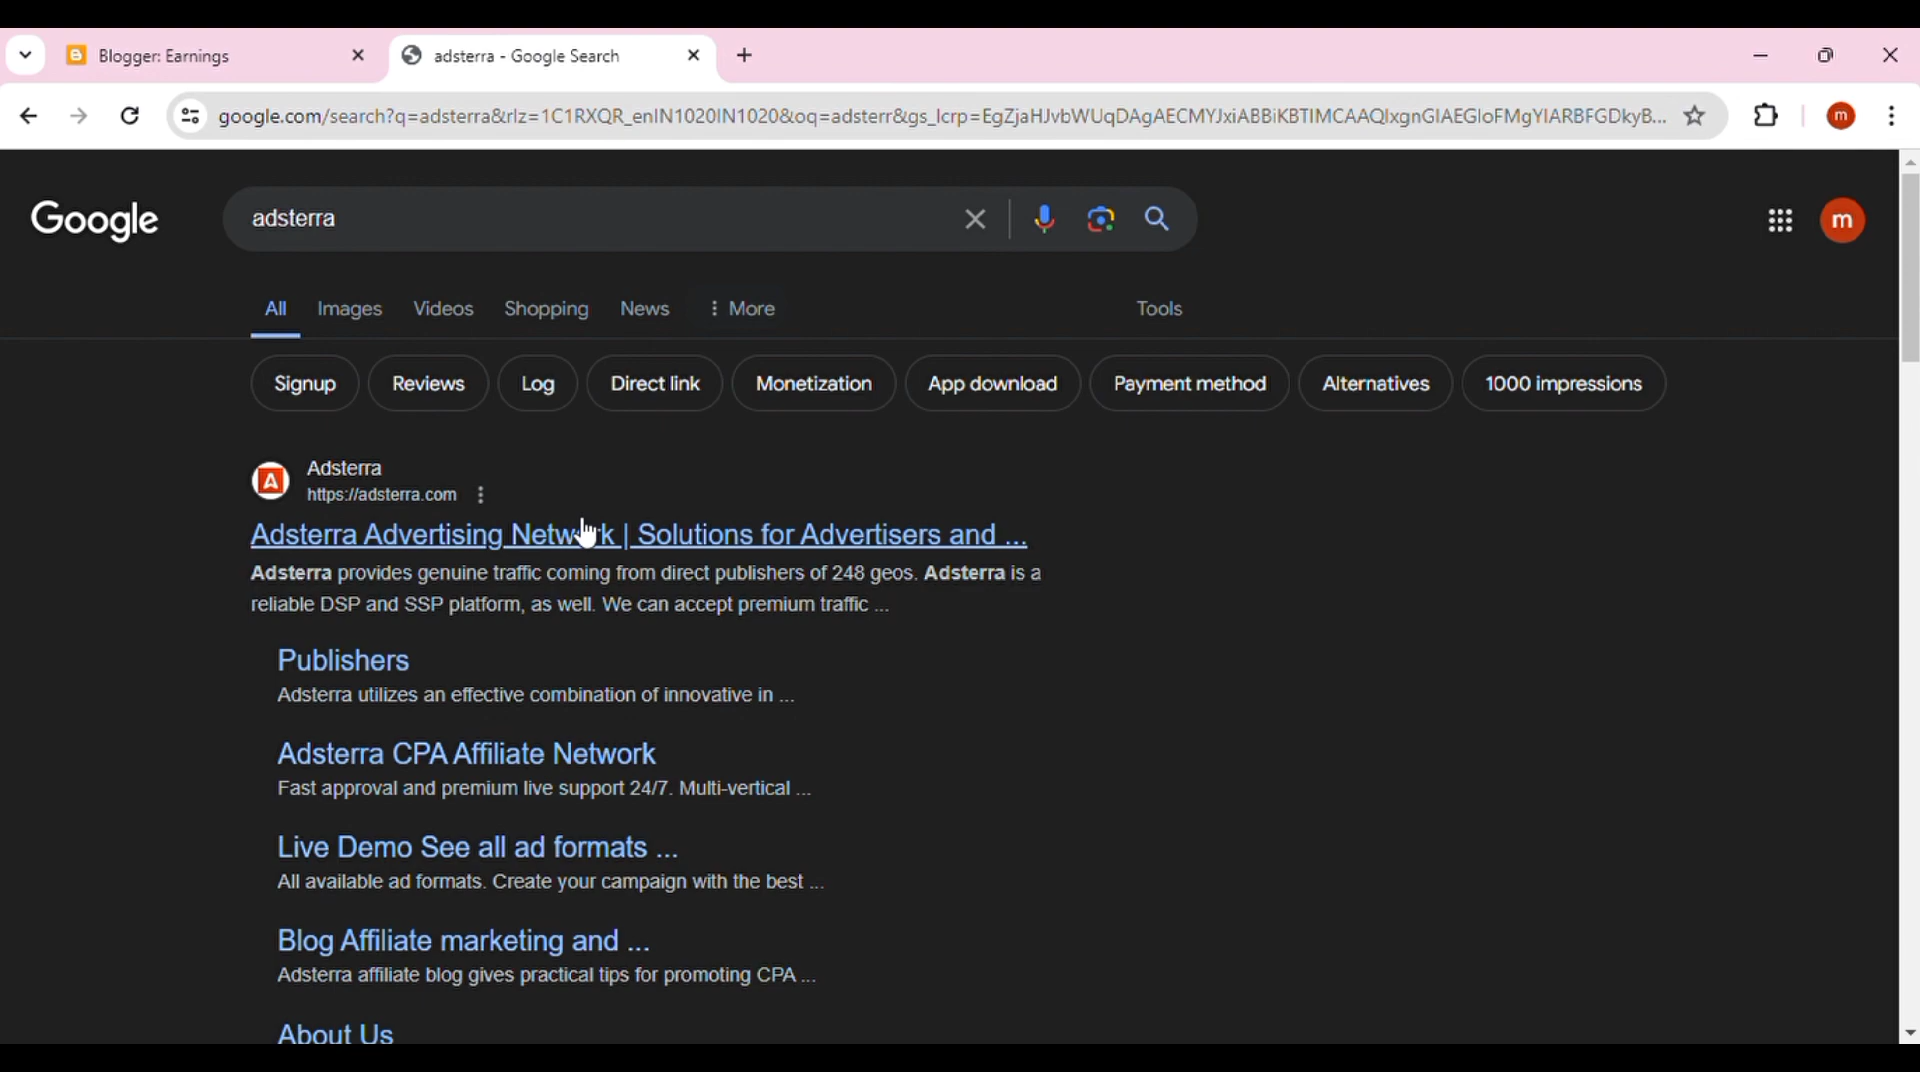 Blogger: Earnings
adsterra - Google Search
google.com/search?q=adsterra&rlz=1C1RXQR_enIN1020IN1020&oq=adsterr&gs_lcrp=EgZjaHJvbWUqDAgAECMYJxiABBiKBTIMCAAQIxgnGIAEGIoFMgYIARBFGDkyB...
m
Google
adsterra
m
All Images Videos Shopping News More Tools
Signup Reviews Log Direct link Monetization App download Payment method Alternatives 1000 impressions
A
Adsterra
https://adsterra.com
Adsterra Advertising Network | Solutions for Advertisers and ...
Adsterra provides genuine traffic coming from direct publishers of 248 geos. Adsterra is a
reliable DSP and SSP platform, as well. We can accept premium traffic ...
Publishers
Adsterra utilizes an effective combination of innovative in ...
Adsterra CPA Affiliate Network
Fast approval and premium live support 24/7. Multi-vertical ...
Live Demo See all ad formats ...
All available ad formats. Create your campaign with the best ...
Blog Affiliate marketing and ...
Adsterra affiliate blog gives practical tips for promoting CPA ...
About Us